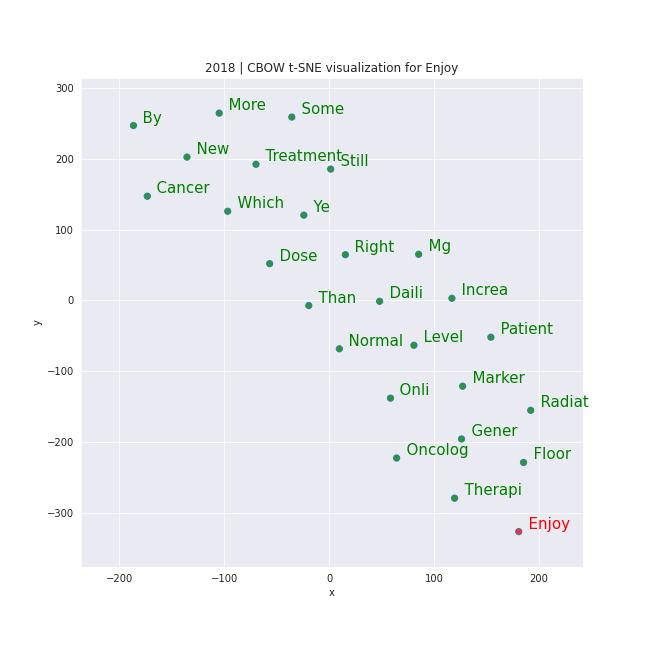 2018 | CBOW t-SNE visualization for Enjoy
300
200
100
0
−100
−200
−300
y
By
More
Some
New
Treatment
Still
Cancer
Which
Ye
Dose
Right
Mg
Than
Daili
Increa
Normal
Level
Patient
Onli
Marker
Radiat
Oncolog
Gener
Floor
Therapi
Enjoy
−200
−100
0
100
200
x